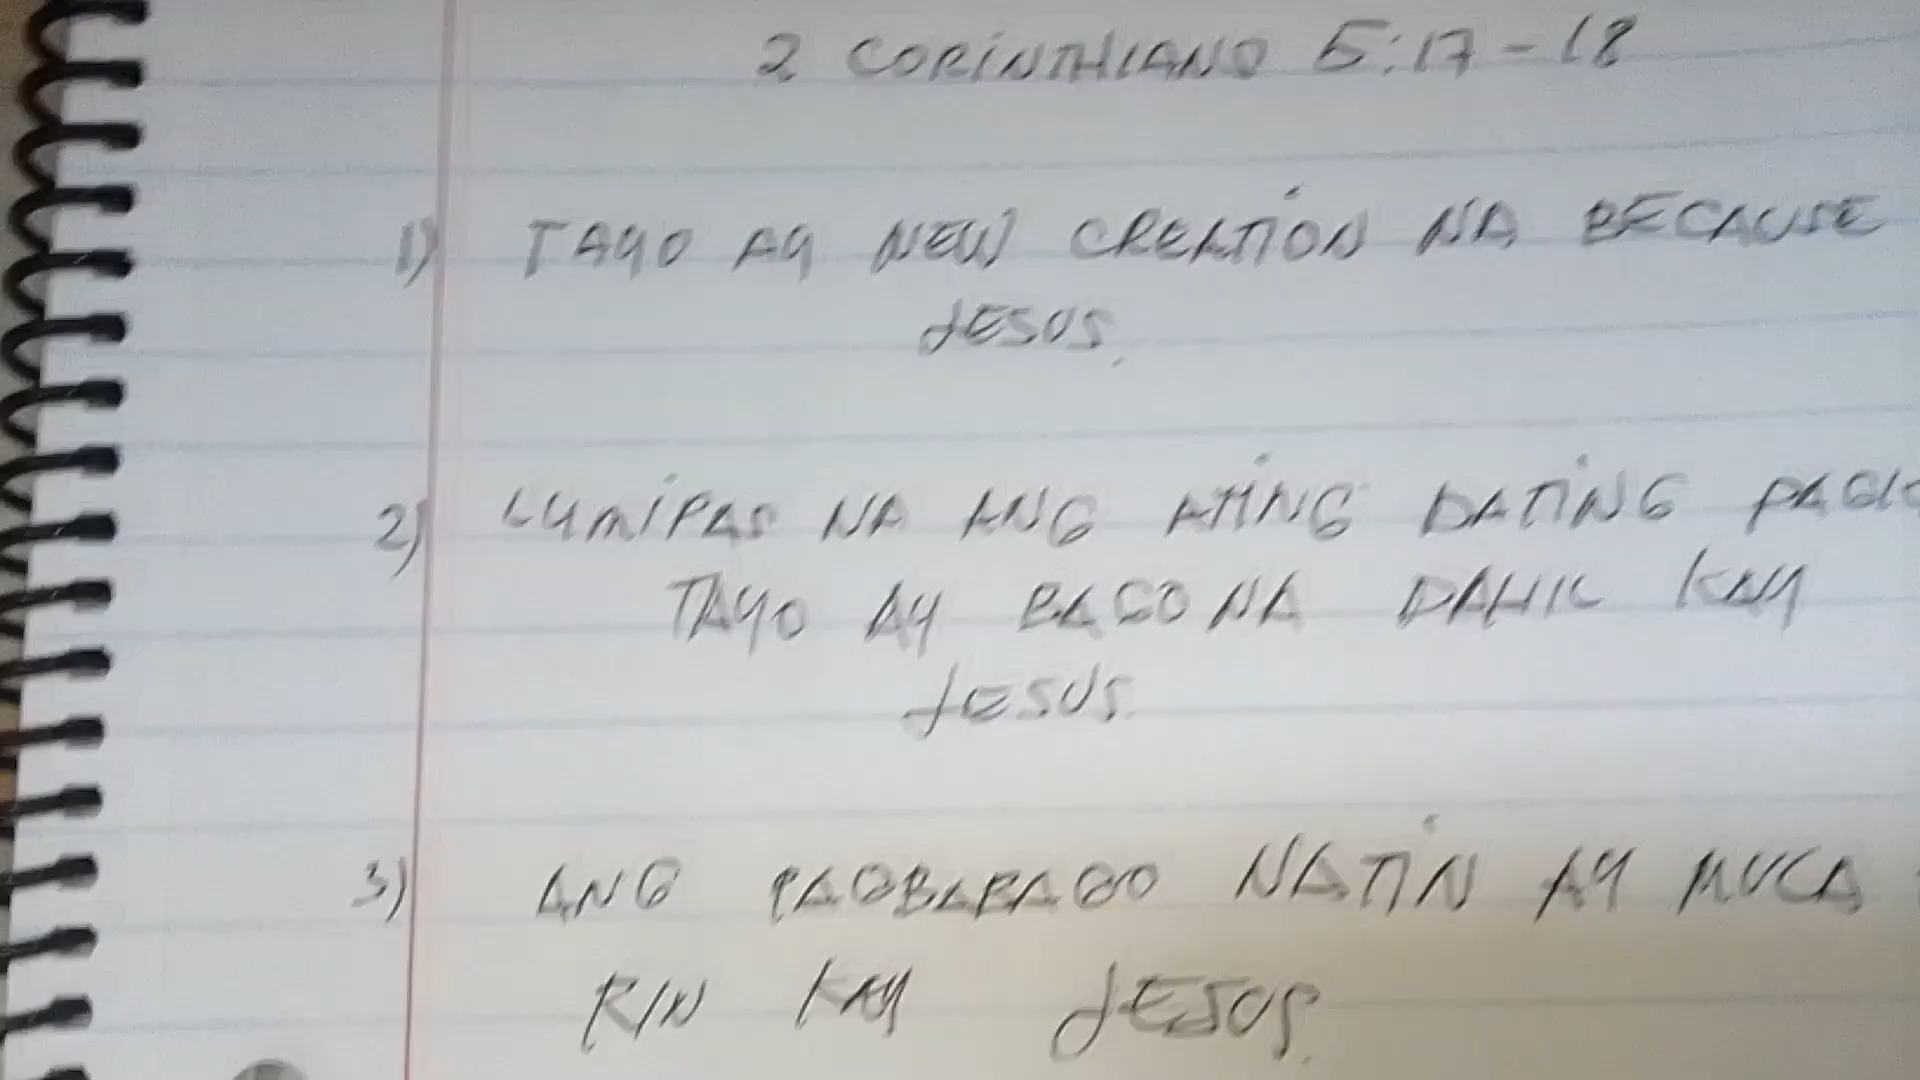 2 CORINTHIANO 5:17-18
1) TAYO AY NEW CREATION NA BECAUSE
JESUS.
2) LUMIPAS NA ANG ATING DATING
TAYO AY BAGO NA DAHIL KAY
JESUS.
3) ANG PAGBABAGO NATIN AY MULA
RIN KAY JESUS.